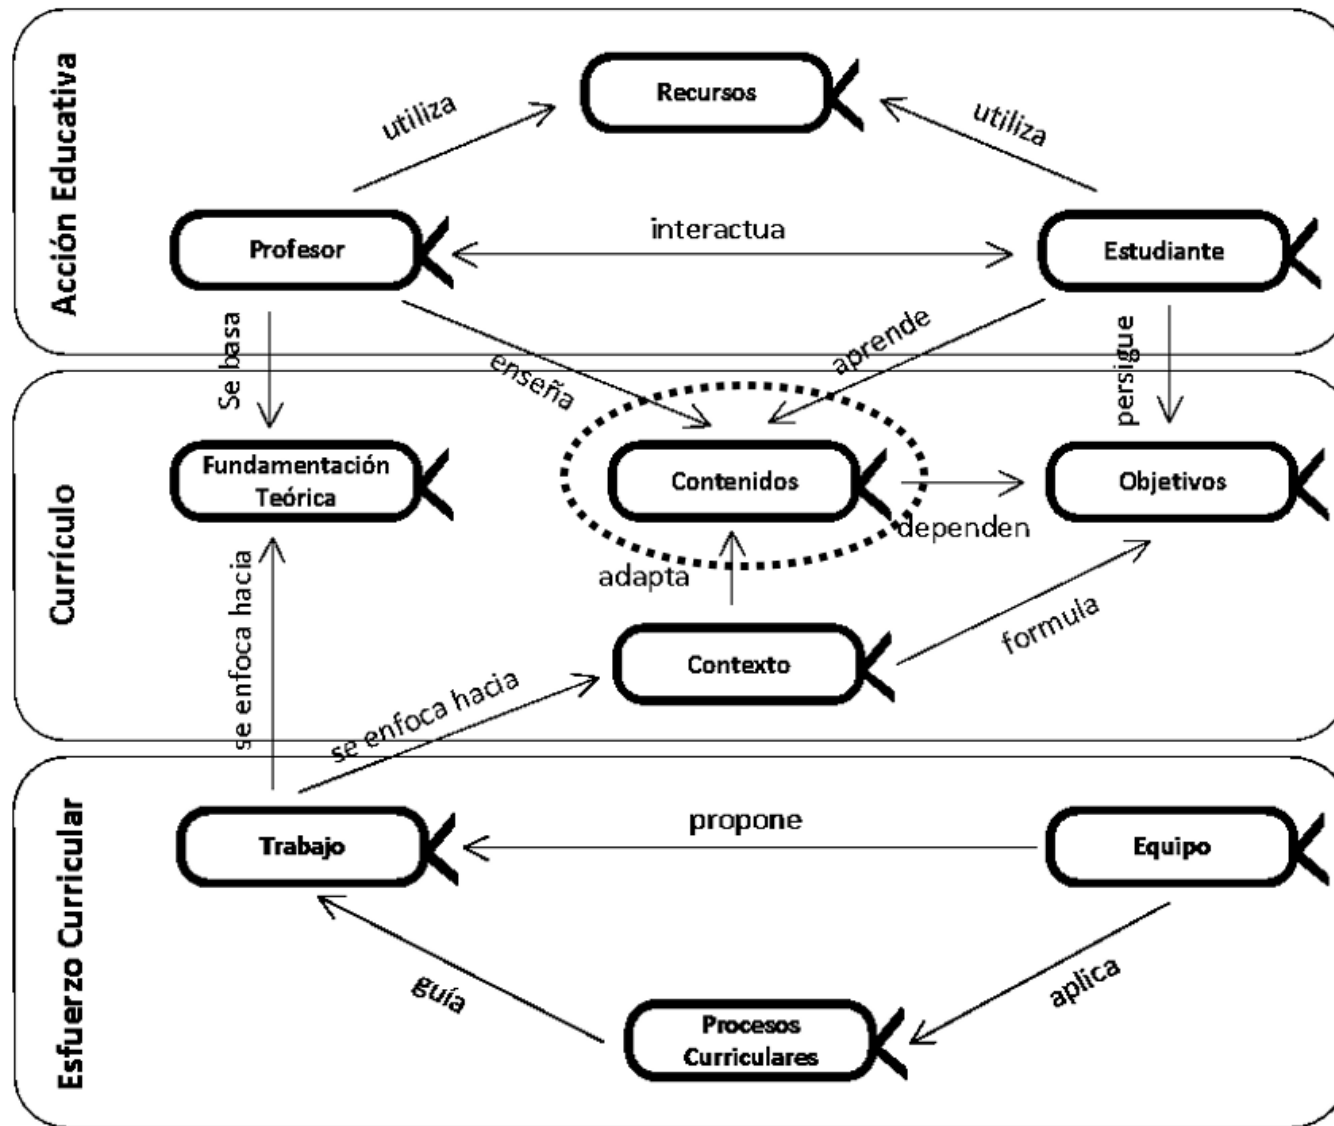 Acción Educativa
Recursos
utiliza
utiliza
Profesor
interactua
Estudiante
Se basa
enseña
aprende
persigue
Currículo
Fundamentación
Teórica
Contenidos
Objetivos
dependen
adapta
se enfoca hacia
formula
Contexto
se enfoca hacia
Esfuerzo Curricular
Trabajo
propone
Equipo
guía
aplica
Procesos
Curriculares